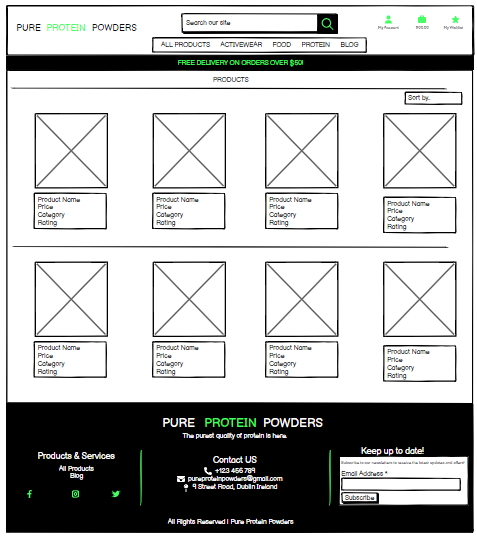 PURE PROTEIN POWDERS
Search our site
My Account
$00.00
My Wishlist
ALL PRODUCTS ACTIVEWEAR FOOD PROTEIN BLOG
FREE DELIVERY ON ORDERS OVER $50!
PRODUCTS
Sort by..
Product Name
Price
Category
Rating
Product Name
Price
Category
Rating
Product Name
Price
Category
Rating
Product Name
Price
Category
Rating
Product Name
Price
Category
Rating
Product Name
Price
Category
Rating
Product Name
Price
Category
Rating
Product Name
Price
Category
Rating
PURE PROTEIN POWDERS
The purest quality of protein is here.
Products & Services
All Products
Blog
Contact US
+123 456 789
pureproteinpowders@gmail.com
9 Street Road, Dublin Ireland
Keep up to date!
Subscribe to our newsletters to receive the latest updates and offers!
Email Address *
Subscribe
All Rights Reserved | Pure Protein Powders